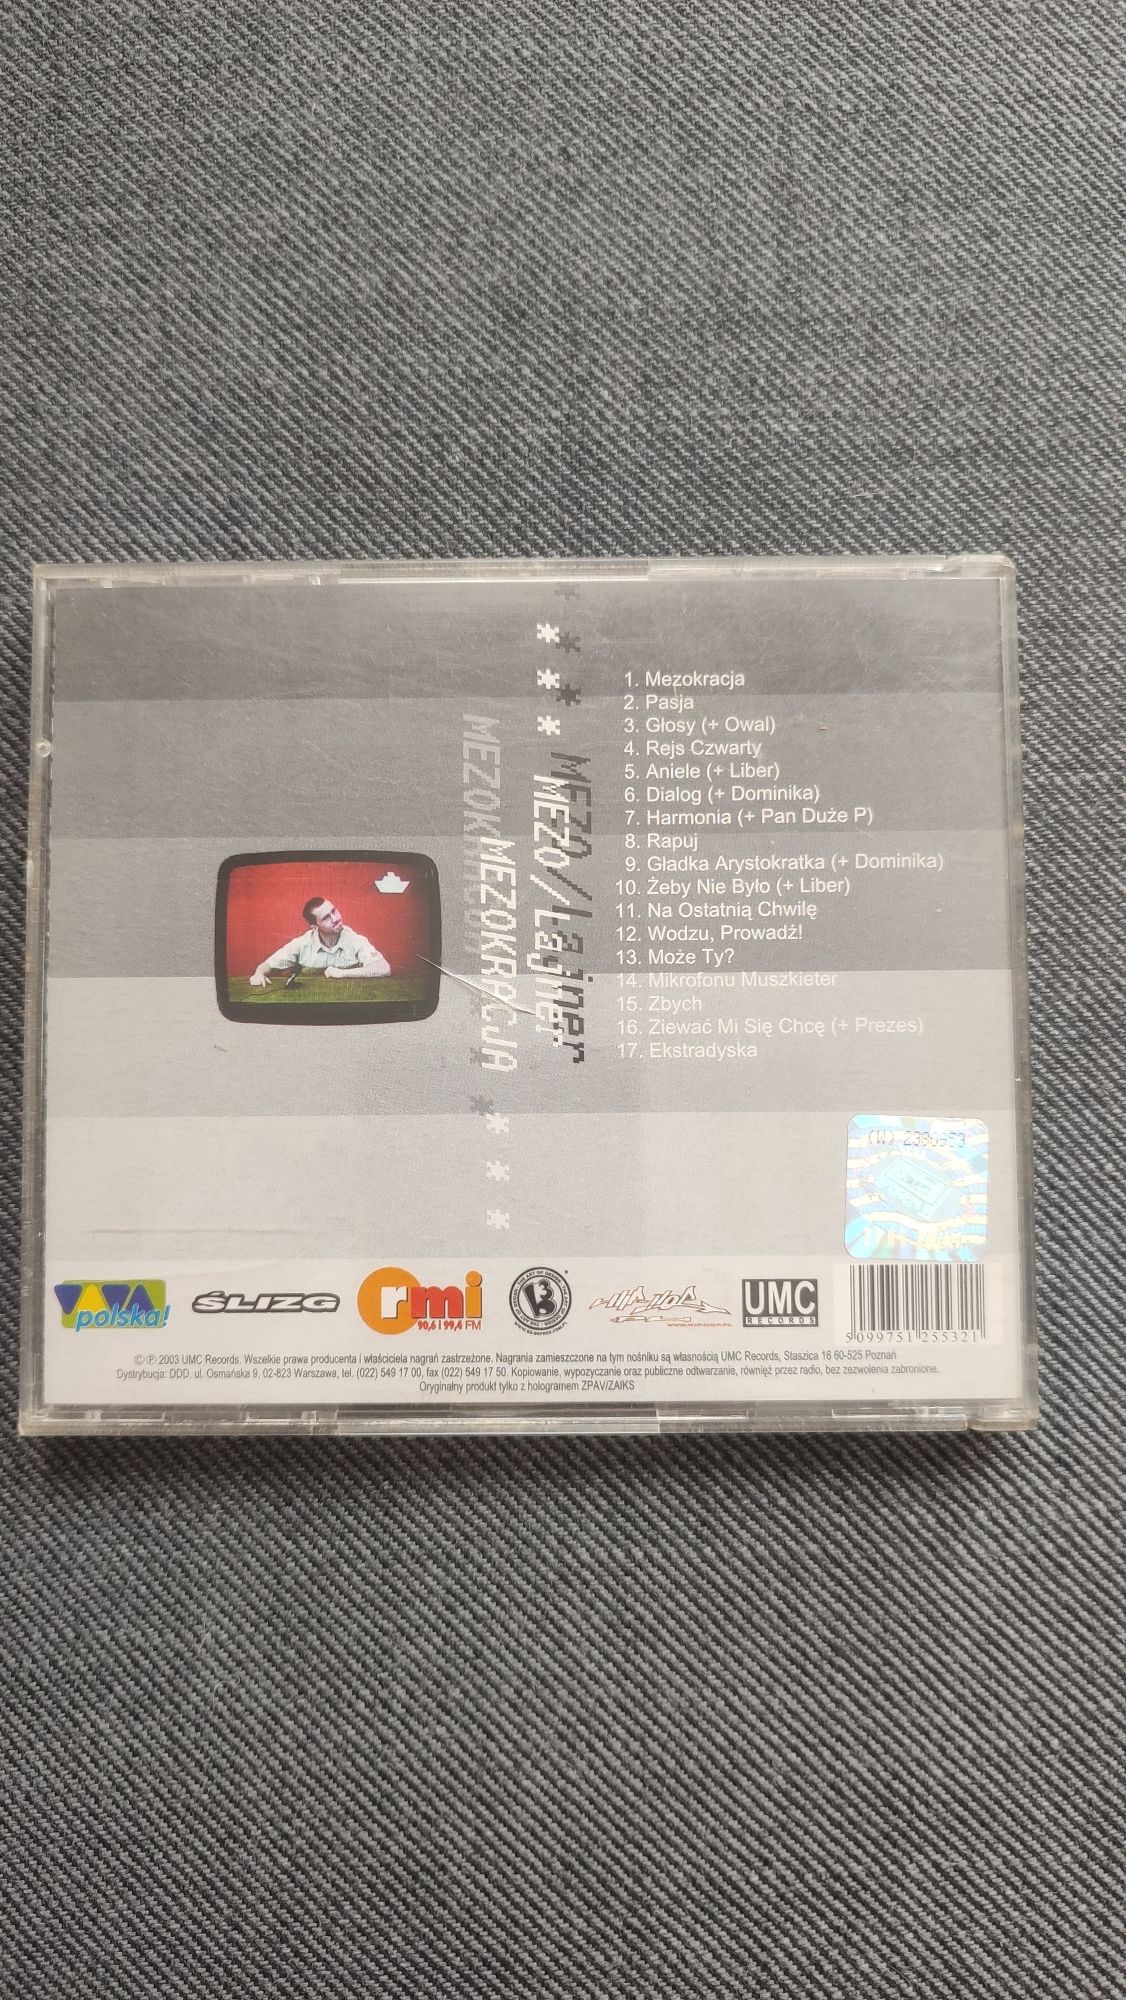 MEZO/Lajner
MEZOKRACJA
1. Mezokracja
2. Pasja
3. Głosy (+ Owal)
4. Rejs Czwarty
5. Aniele (+ Liber)
6. Dialog (+ Dominika)
7. Harmonia (+ Pan Duże P)
8. Rapuj
9. Gładka Arystokratka (+ Dominika)
10. Żeby Nie Było (+ Liber)
11. Na Ostatnią Chwilę
12. Wodzu, Prowadź!
13. Może Ty?
14. Mikrofonu Muszkieter
15. Zbych
16. Ziewać Mi Się Chcę (+ Prezes)
17. Ekstradyska
(W) 2380953
VIVA polska!
ŚLIZG
rmi
90,6 I 99,4 FM
UMC
RECORDS
5 099751 255321
© ℗ 2003 UMC Records. Wszelkie prawa producenta i właściciela nagrań zastrzeżone. Nagrania zamieszczone na tym nośniku są własnością UMC Records, Staszica 16 60-525 Poznań
Dystrybucja: DDD, ul. Osmańska 9, 02-823 Warszawa, tel. (022) 549 17 00, fax (022) 549 17 50. Kopiowanie, wypożyczanie oraz publiczne odtwarzanie, również przez radio, bez zezwolenia zabronione.
Oryginalny produkt tylko z hologramem ZPAV/ZAIKS